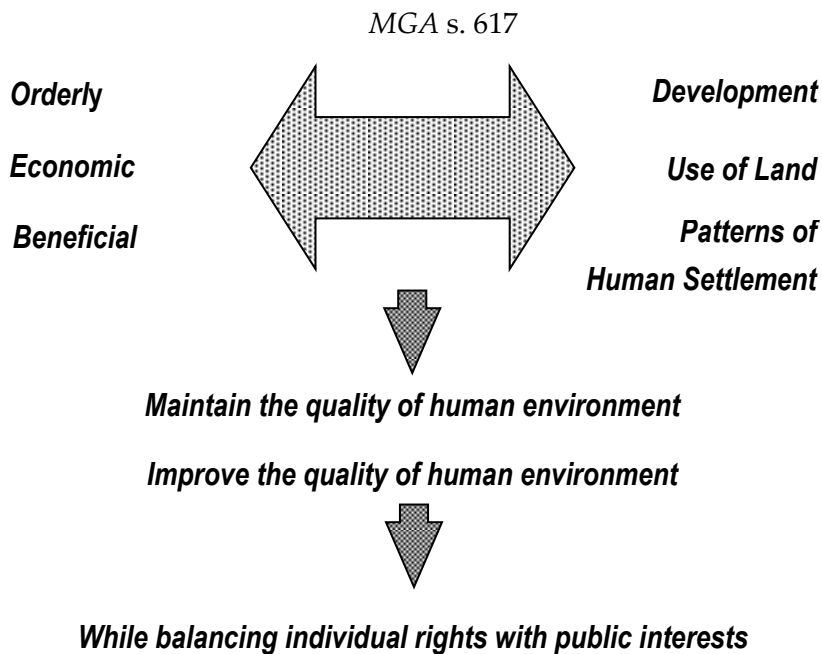 MGA s. 617
Orderly
Economic
Beneficial
Development
Use of Land
Patterns of
Human Settlement
Maintain the quality of human environment
Improve the quality of human environment
While balancing individual rights with public interests